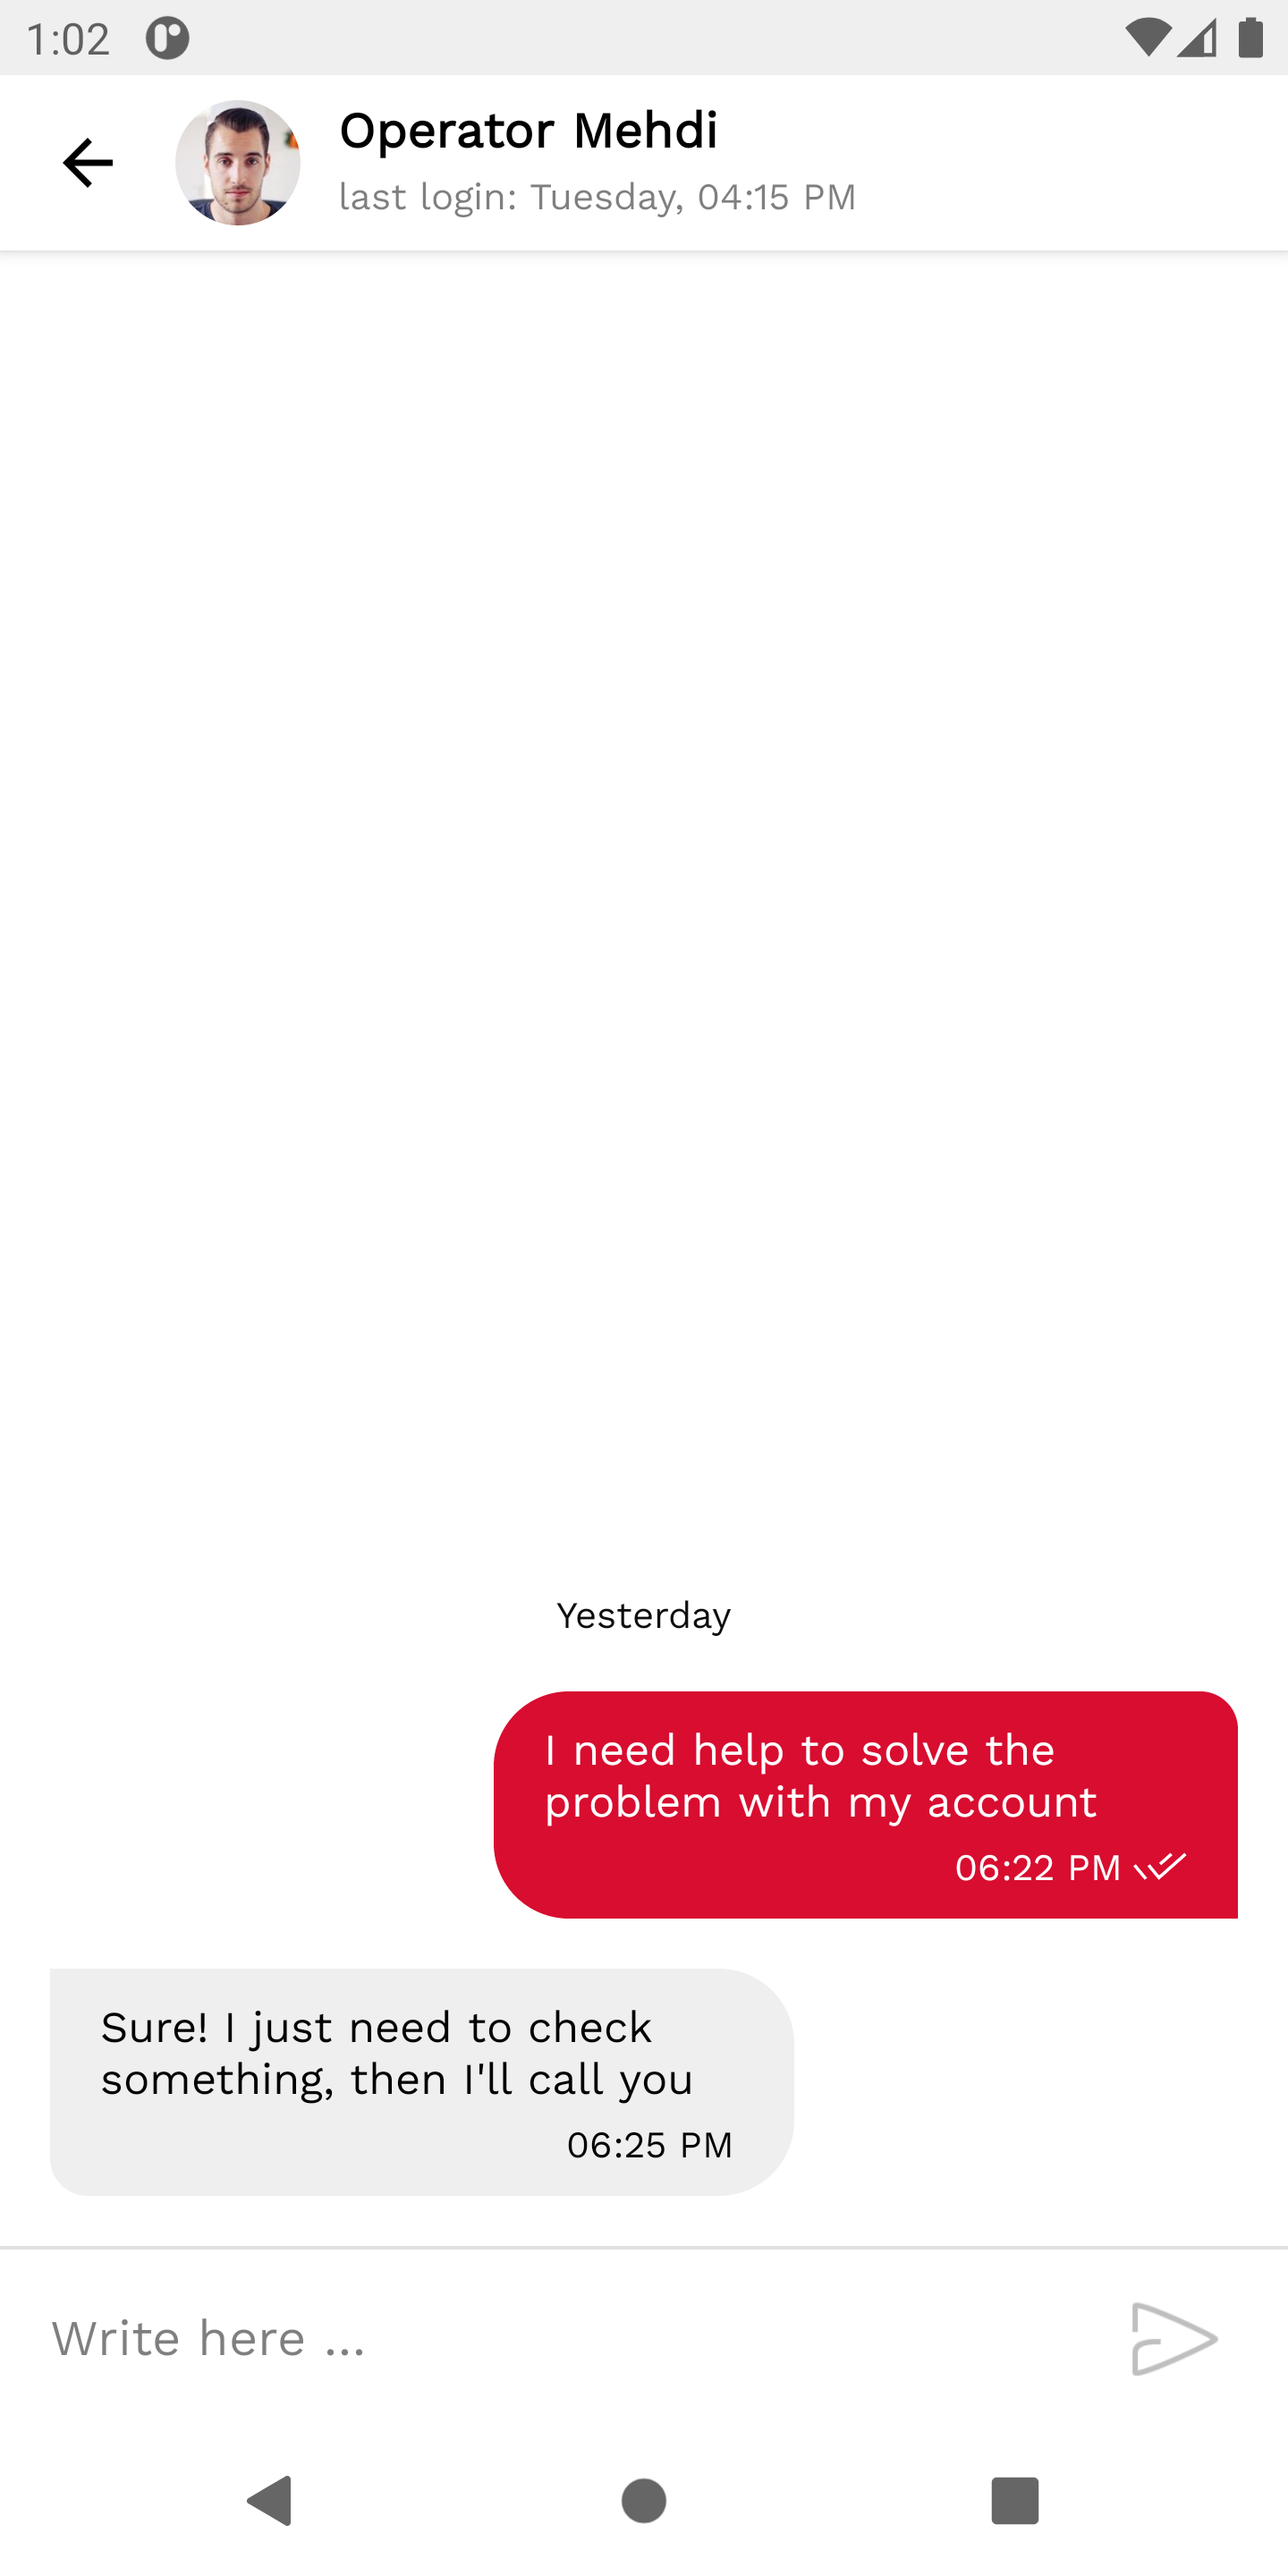 1:02
Operator Mehdi
last login: Tuesday, 04:15 PM
Yesterday
I need help to solve the
problem with my account
06:22 PM
Sure! I just need to check
something, then I'll call you
06:25 PM
Write here ...